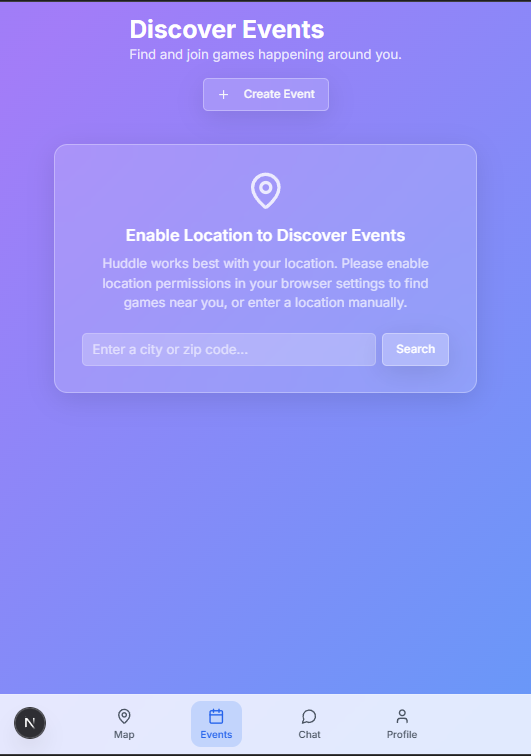 Discover Events
Find and join games happening around you.
+ Create Event
Enable Location to Discover Events
Huddle works best with your location. Please enable
location permissions in your browser settings to find
games near you, or enter a location manually.
Enter a city or zip code...
Search
N
Map
Events
Chat
Profile